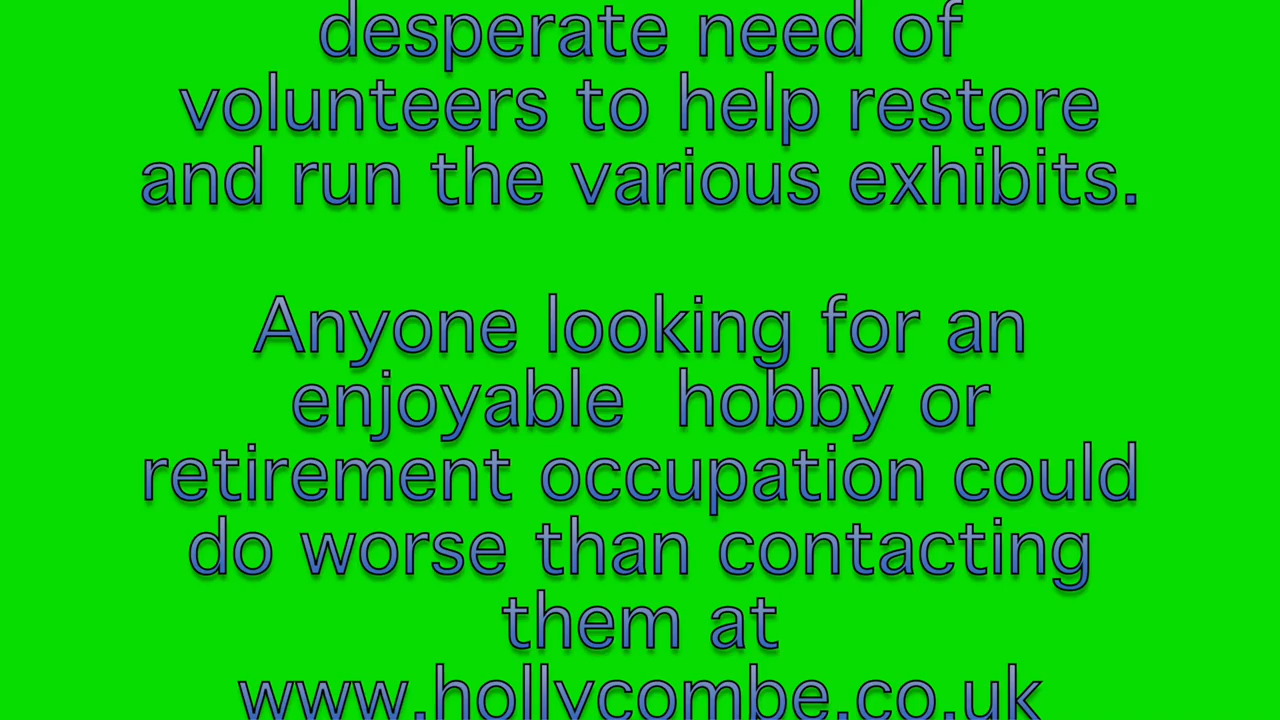 desperate need of
volunteers to help restore
and run the various exhibits.
Anyone looking for an
enjoyable  hobby or
retirement occupation could
do worse than contacting
them at
www.hollycombe.co.uk